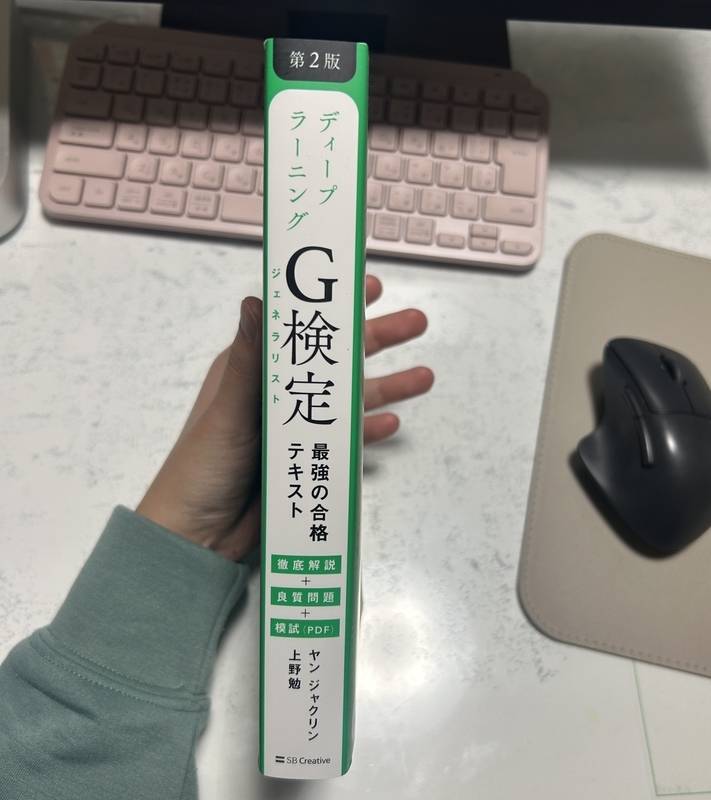 第2版
ディープ
ラーニング
G検定
ジェネラリスト
最強の合格
テキスト
徹底解説
+
良質問題
+
模試(PDF)
ヤン ジャクリン
上野勉
SB Creative